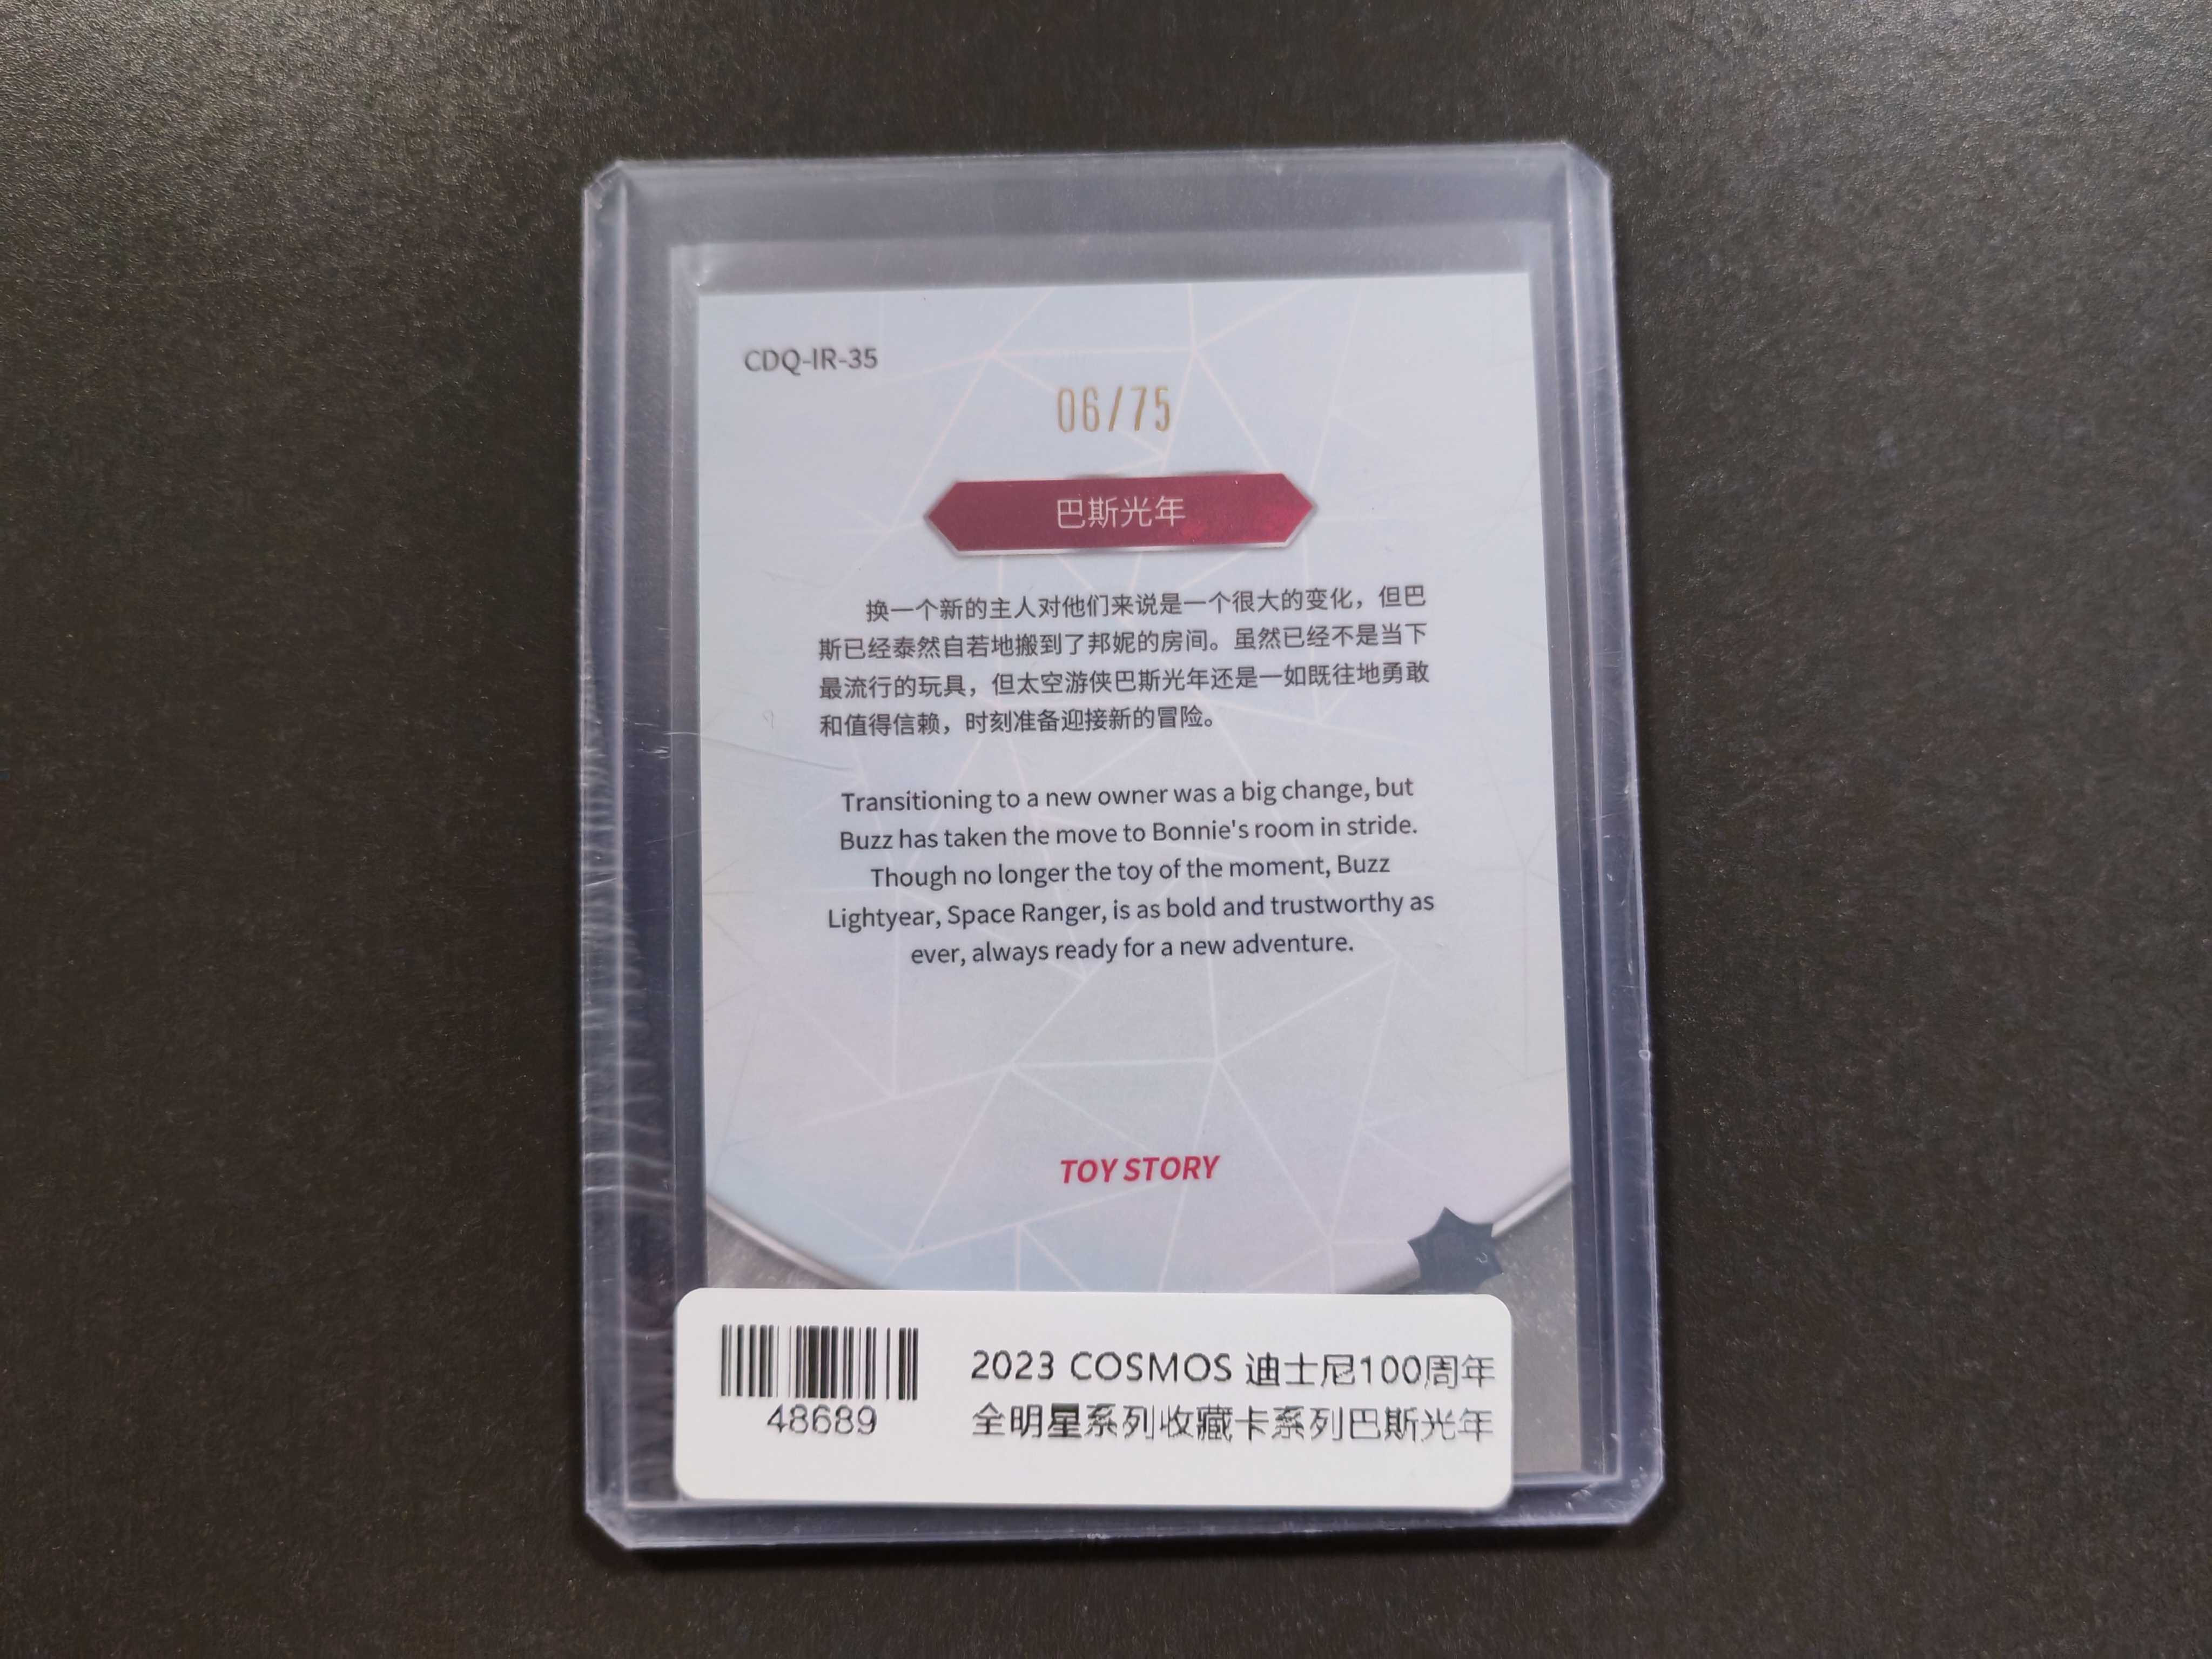 CDQ-IR-35
06/75
巴斯光年
换一个新的主人对他们来说是一个很大的变化，但巴
斯已经泰然自若地搬到了邦妮的房间。虽然已经不是当下
最流行的玩具，但太空游侠巴斯光年还是一如既往地勇敢
和值得信赖，时刻准备迎接新的冒险。
Transitioning to a new owner was a big change, but
Buzz has taken the move to Bonnie's room in stride.
Though no longer the toy of the moment, Buzz
Lightyear, Space Ranger, is as bold and trustworthy as
ever, always ready for a new adventure.
TOY STORY
2023 COSMOS 迪士尼100周年
全明星系列收藏卡系列巴斯光年
48689